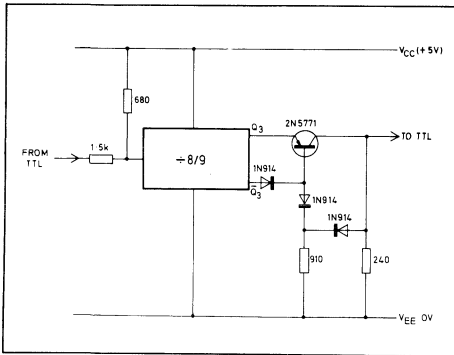 VCC (+5V)
680
Q3
2N5771
TO TTL
1·5k
FROM
TTL
÷8/9
1N914
Q̅3
1N914
1N914
910
240
VEE 0V